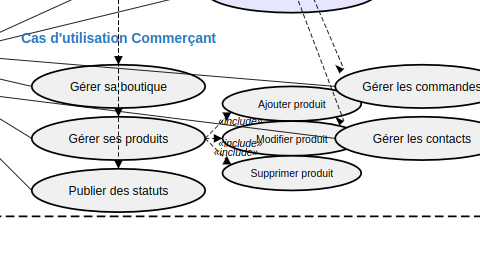 Cas d'utilisation Commerçant
Gérer sa boutique
Gérer les commandes
Ajouter produit
«include»
Gérer ses produits
Modifier produit
Gérer les contacts
«include»
«include»
Supprimer produit
Publier des statuts